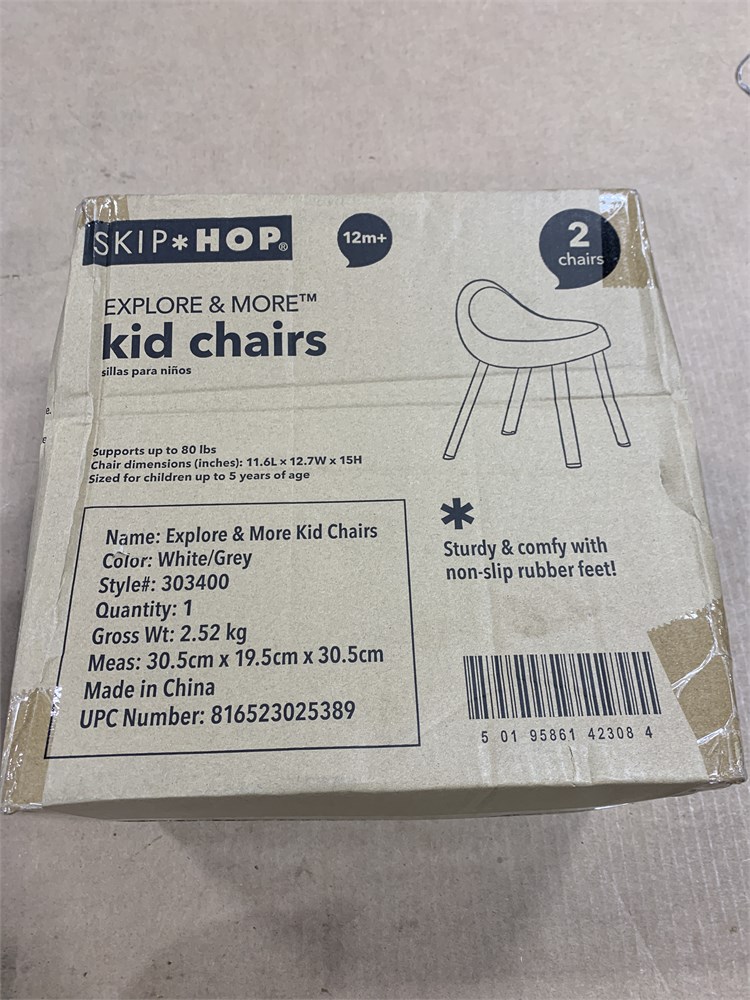 SKIP*HOP®
12m+
2
chairs
EXPLORE & MORE™
kid chairs
sillas para niños
Supports up to 80 lbs
Chair dimensions (inches): 11.6L x 12.7W x 15H
Sized for children up to 5 years of age
Name: Explore & More Kid Chairs
Color: White/Grey
Style#: 303400
Quantity: 1
Gross Wt: 2.52 kg
Meas: 30.5cm x 19.5cm x 30.5cm
Made in China
UPC Number: 816523025389
*
Sturdy & comfy with
non-slip rubber feet!
5 01 95861 42308 4